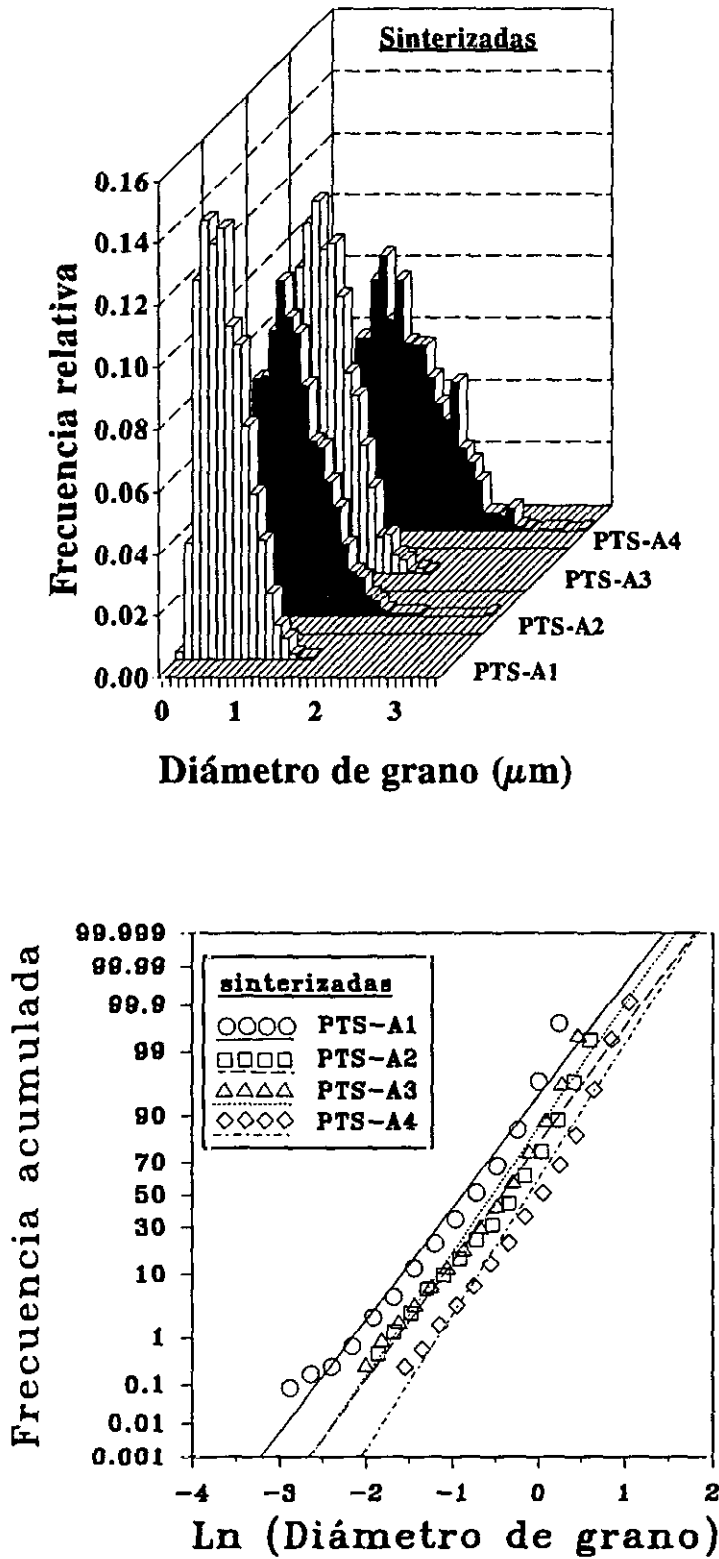 Sinterizadas
0.16
0.14
0.12
0.10
0.08
0.06
0.04
0.02
0.00
Frecuencia relativa
PTS-A4
PTS-A3
PTS-A2
PTS-A1
0 1 2 3
Diámetro de grano (μm)
Frecuencia acumulada
99.999
99.99
99.9
99
90
70
50
30
10
1
0.1
0.01
0.001
sinterizadas
PTS-A1
PTS-A2
PTS-A3
PTS-A4
-4 -3 -2 -1 0 1 2
Ln (Diámetro de grano)